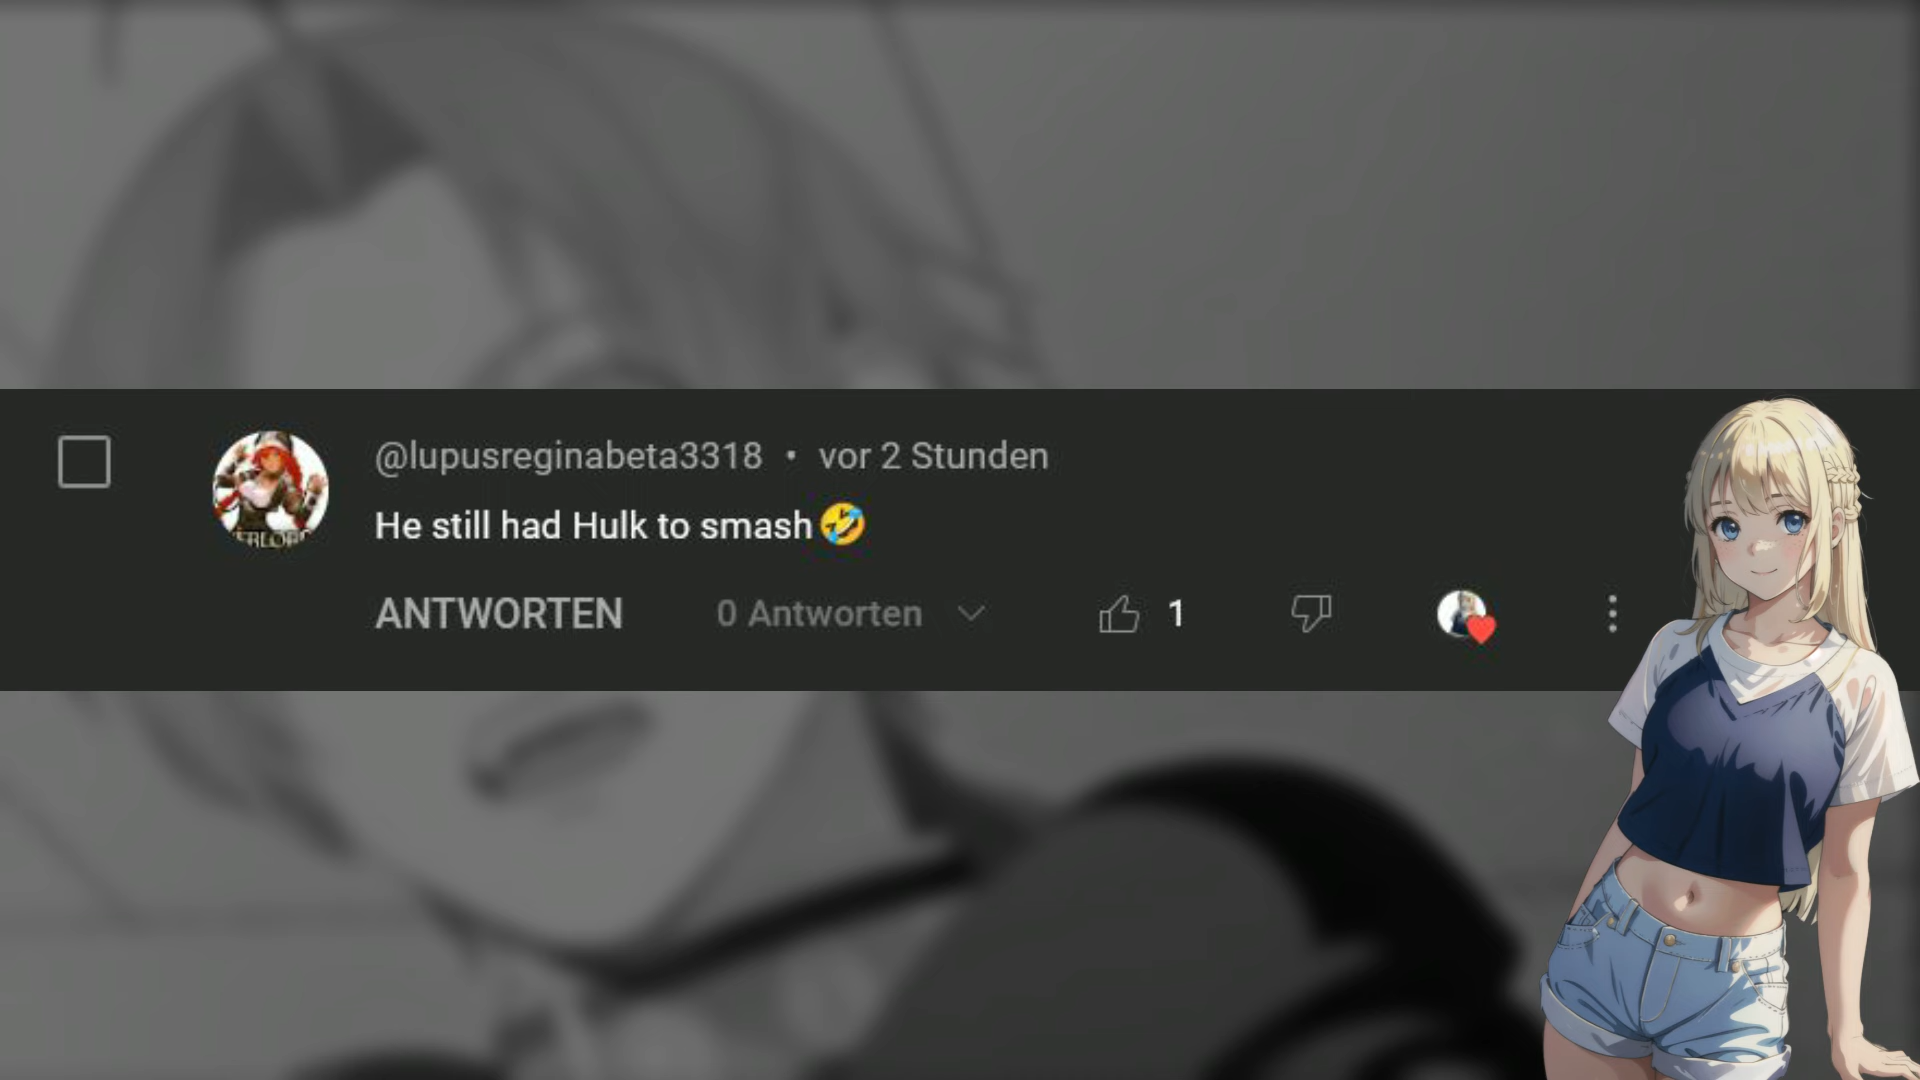 @lupusreginabeta3318 • vor 2 Stunden
He still had Hulk to smash🤣
ANTWORTEN 0 Antworten 1